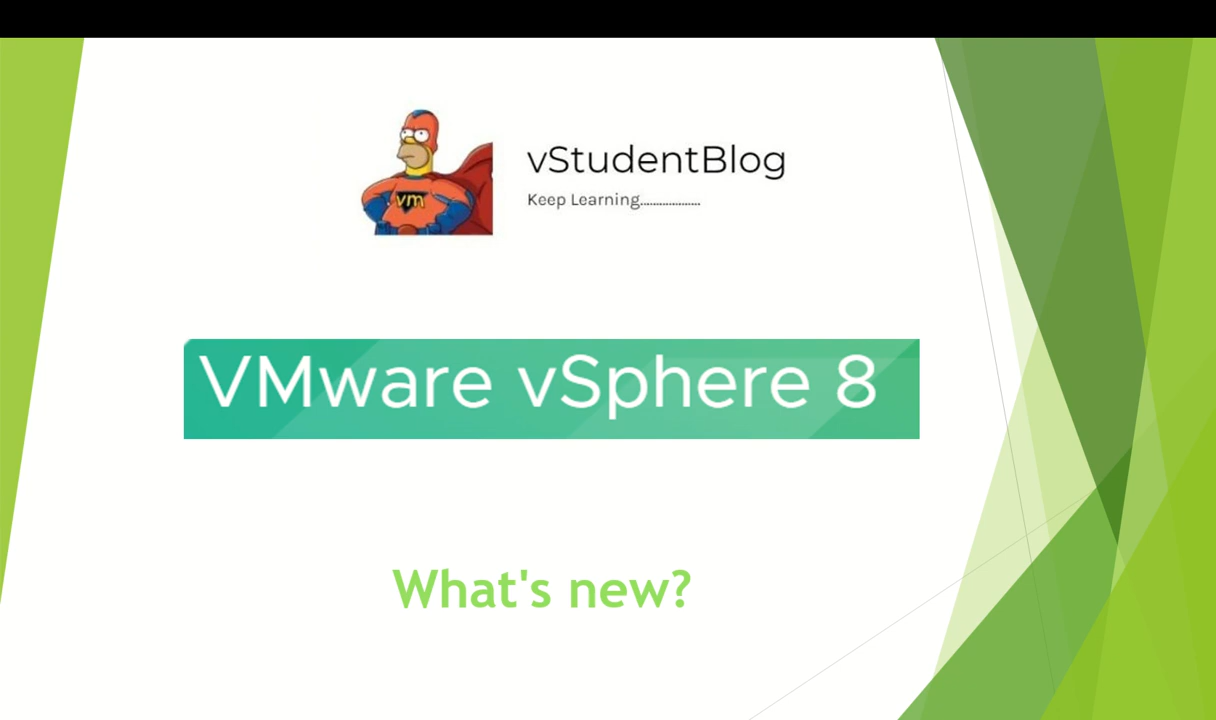 vm
vStudentBlog
Keep Learning...................
VMware vSphere 8
What's new?